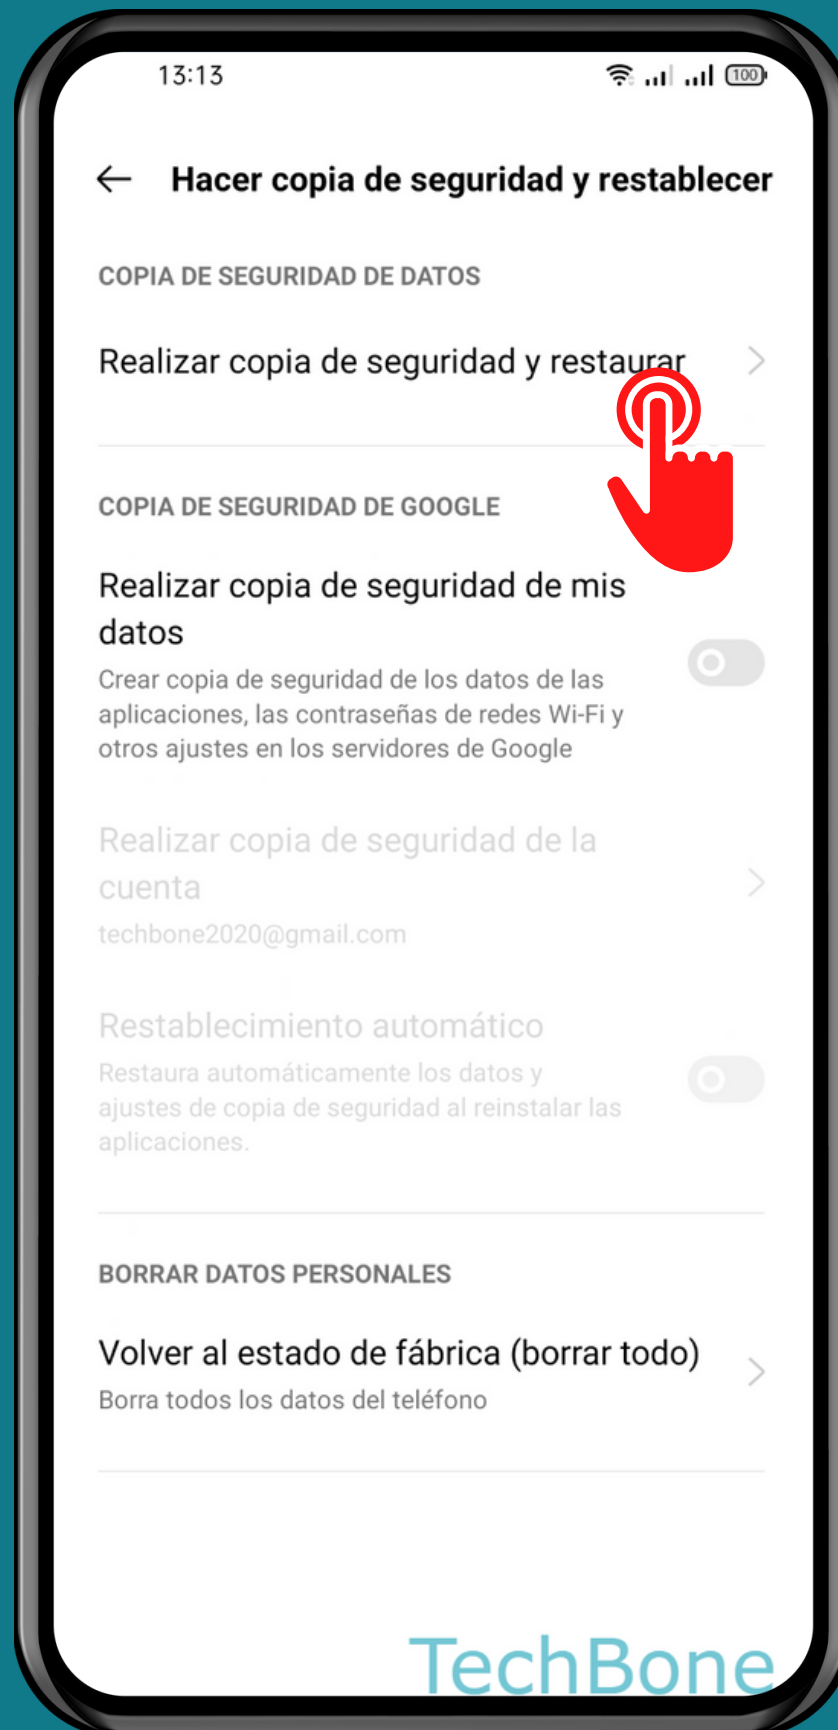 13:13
100
Hacer copia de seguridad y restablecer
COPIA DE SEGURIDAD DE DATOS
Realizar copia de seguridad y restaurar
COPIA DE SEGURIDAD DE GOOGLE
Realizar copia de seguridad de mis
datos
Crear copia de seguridad de los datos de las
aplicaciones, las contraseñas de redes Wi-Fi y
otros ajustes en los servidores de Google
Realizar copia de seguridad de la
cuenta
techbone2020@gmail.com
Restablecimiento automático
Restaura automáticamente los datos y
ajustes de copia de seguridad al reinstalar las
aplicaciones.
BORRAR DATOS PERSONALES
Volver al estado de fábrica (borrar todo)
Borra todos los datos del teléfono
TechBone